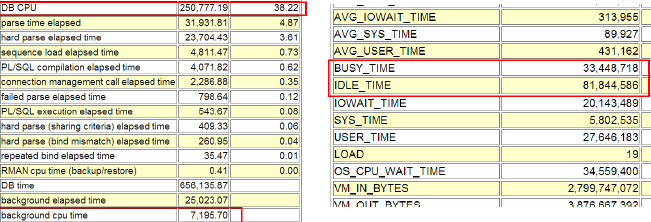 DB CPU 250,777.19 38.22
parse time elapsed 31,931.81 4.87
hard parse elapsed time 23,704.43 3.61
sequence load elapsed time 4,811.47 0.73
PL/SQL compilation elapsed time 4,071.82 0.62
connection management call elapsed time 2,286.88 0.35
failed parse elapsed time 798.64 0.12
PL/SQL execution elapsed time 543.67 0.08
hard parse (sharing criteria) elapsed time 409.33 0.06
hard parse (bind mismatch) elapsed time 260.95 0.04
repeated bind elapsed time 35.47 0.01
RMAN cpu time (backup/restore) 0.41 0.00
DB time 656,135.87
background elapsed time 25,023.07
background cpu time 7,195.70
AVG_IOWAIT_TIME 313,955
AVG_SYS_TIME 89,927
AVG_USER_TIME 431,162
BUSY_TIME 33,448,718
IDLE_TIME 81,844,586
IOWAIT_TIME 20,143,489
SYS_TIME 5,802,535
USER_TIME 27,646,183
LOAD 19
OS_CPU_WAIT_TIME 34,559,400
VM_IN_BYTES 2,799,747,072
VM_OUT_BYTES 3,876,667,392